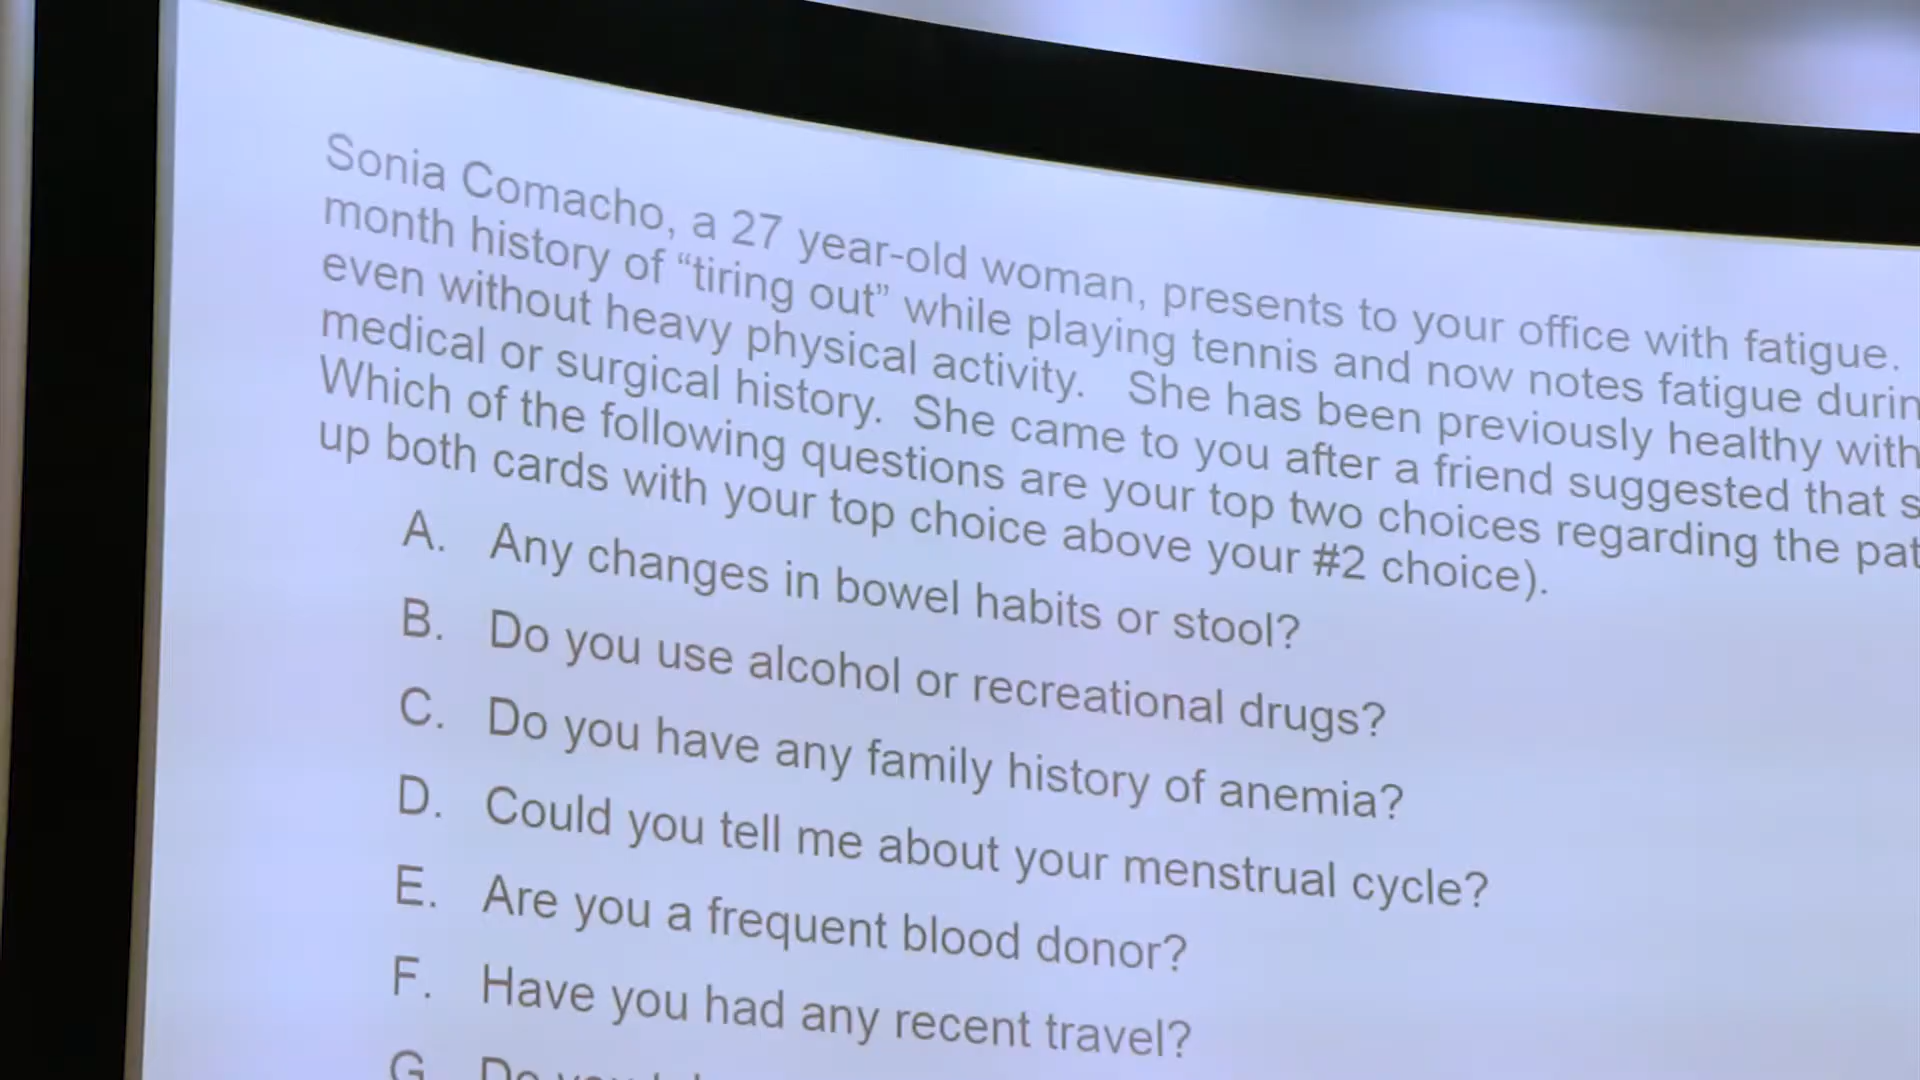 Sonia Comacho, a 27 year-old woman, presents to your office with fatigue.
month history of “tiring out” while playing tennis and now notes fatigue
even without heavy physical activity. She has been previously healthy
medical or surgical history. She came to you after a friend suggested that
Which of the following questions are your top two choices regarding the
up both cards with your top choice above your #2 choice).
A. Any changes in bowel habits or stool?
B. Do you use alcohol or recreational drugs?
C. Do you have any family history of anemia?
D. Could you tell me about your menstrual cycle?
E. Are you a frequent blood donor?
F. Have you had any recent travel?
G. Do